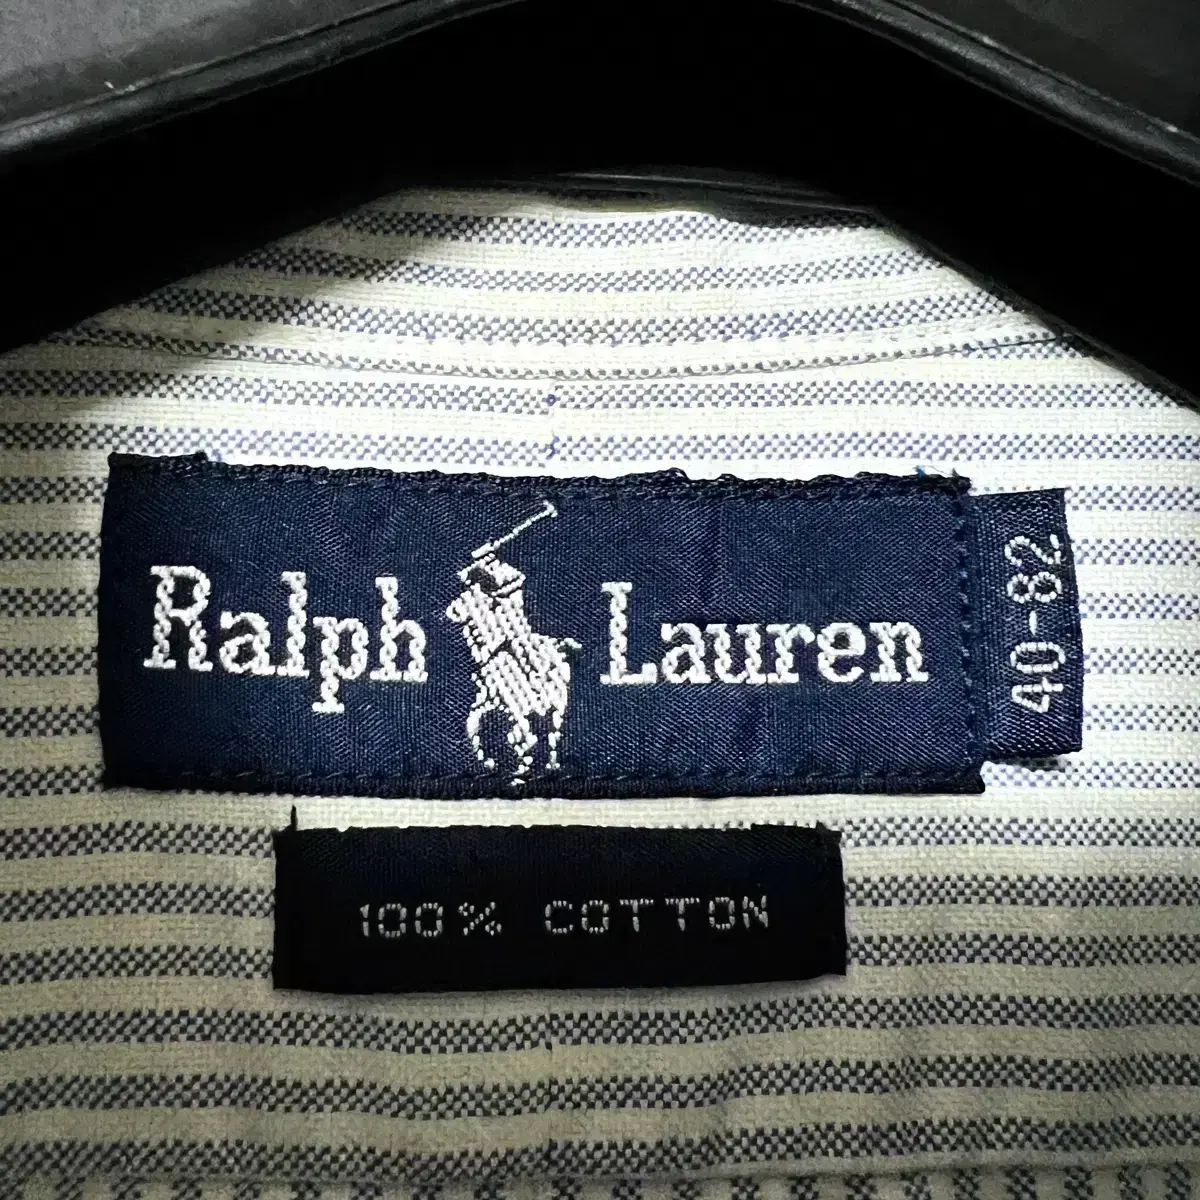 Ralph Lauren
40-82
100% COTTON